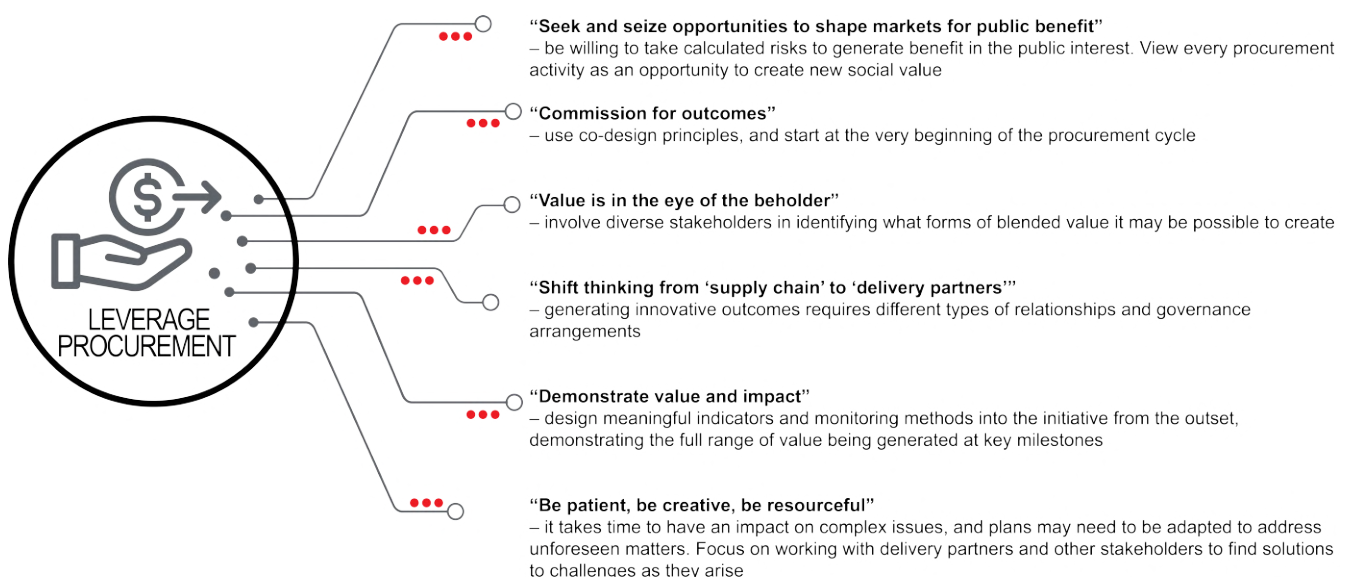 “Seek and seize opportunities to shape markets for public benefit”
– be willing to take calculated risks to generate benefit in the public interest. View every procurement
activity as an opportunity to create new social value
“Commission for outcomes”
– use co-design principles, and start at the very beginning of the procurement cycle
“Value is in the eye of the beholder”
– involve diverse stakeholders in identifying what forms of blended value it may be possible to create
$
LEVERAGE
PROCUREMENT
“Shift thinking from ‘supply chain’ to ‘delivery partners’”
– generating innovative outcomes requires different types of relationships and governance
arrangements
“Demonstrate value and impact”
– design meaningful indicators and monitoring methods into the initiative from the outset,
demonstrating the full range of value being generated at key milestones
“Be patient, be creative, be resourceful”
– it takes time to have an impact on complex issues, and plans may need to be adapted to address
unforeseen matters. Focus on working with delivery partners and other stakeholders to find solutions
to challenges as they arise